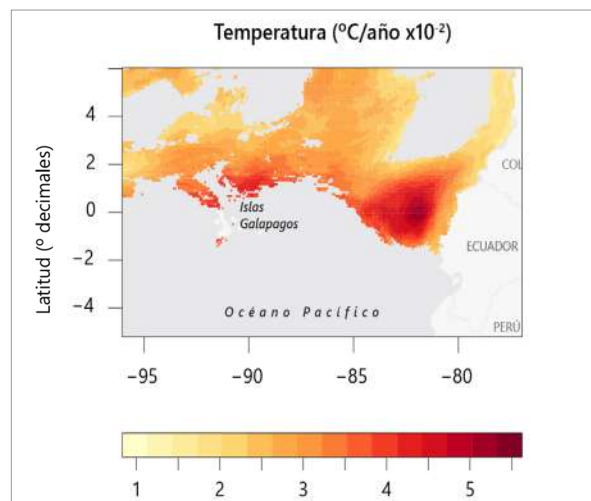 Temperatura (ºC/año x10⁻²)
Latitud (º decimales)
4
2
0
−2
−4
COL
Islas
Galapagos
ECUADOR
Océano Pacífico
PERÚ
−95 −90 −85 −80
1 2 3 4 5